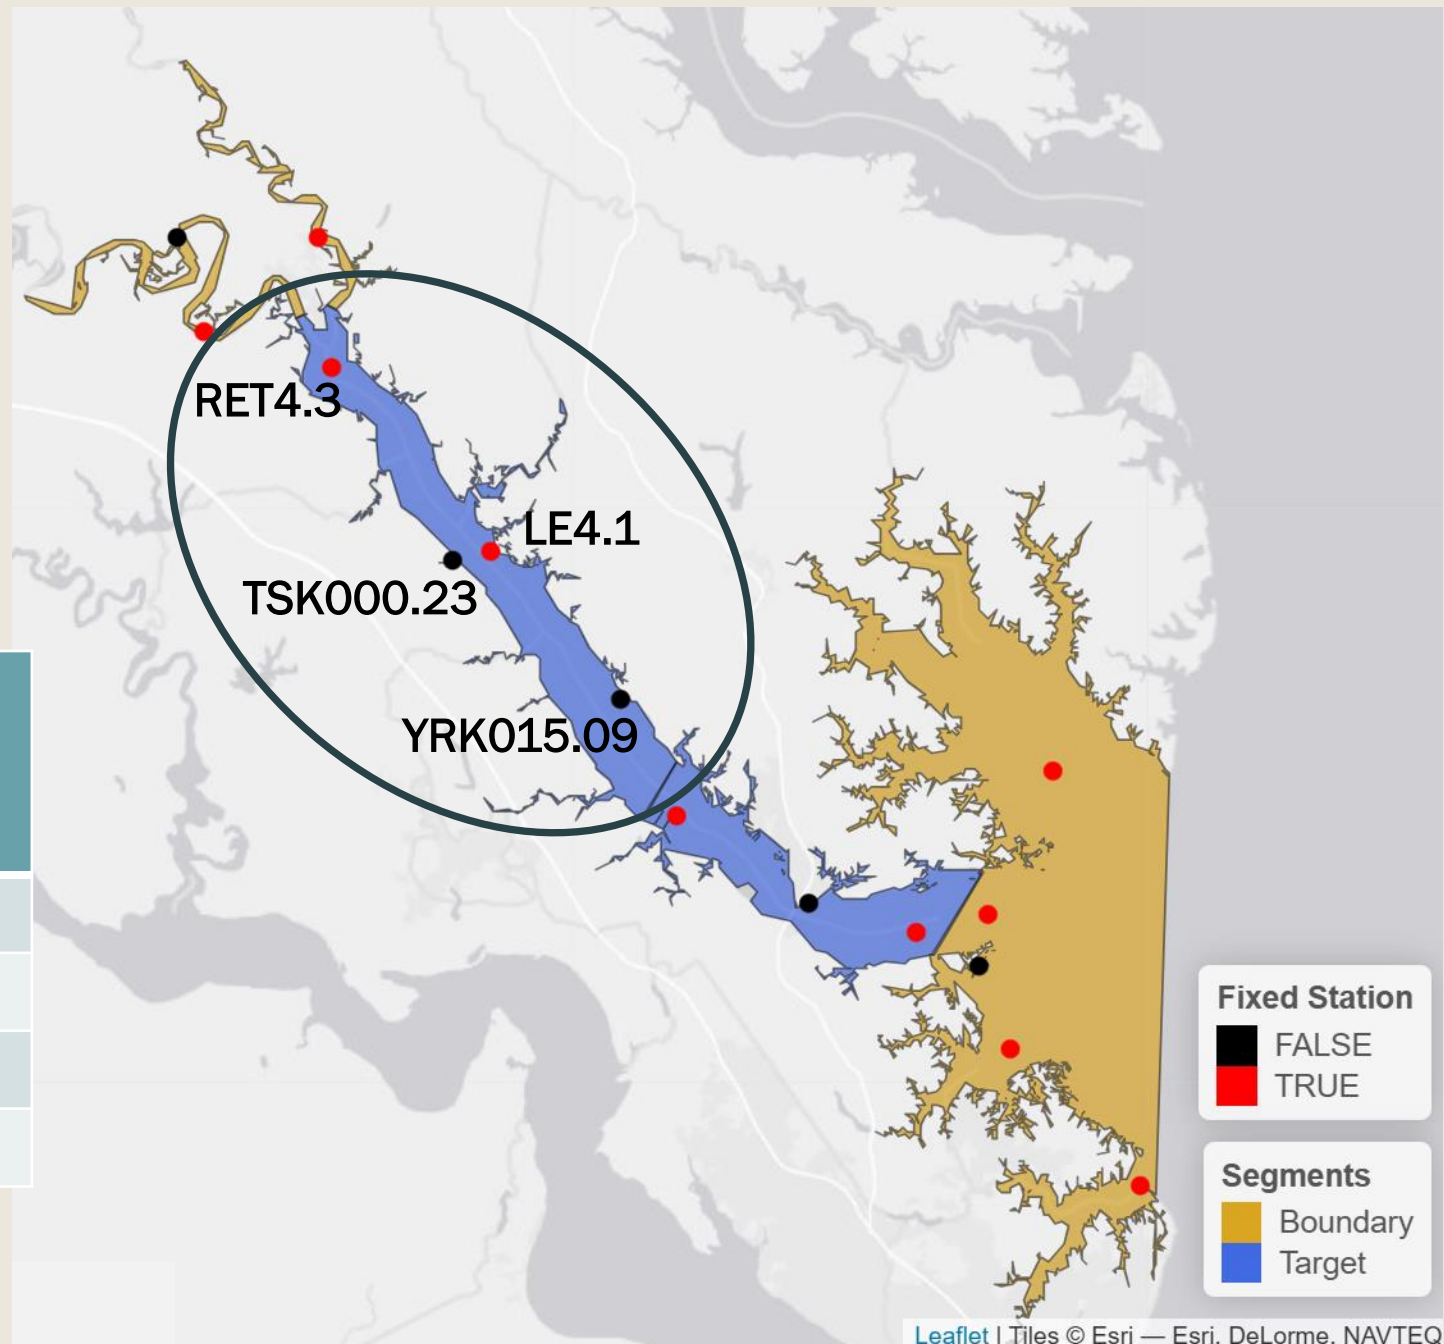 RET4.3
LE4.1
TSK000.23
YRK015.09
Fixed Station
FALSE
TRUE
Segments
Boundary
Target
Leaflet | Tiles © Esri — Esri, DeLorme, NAVTEQ